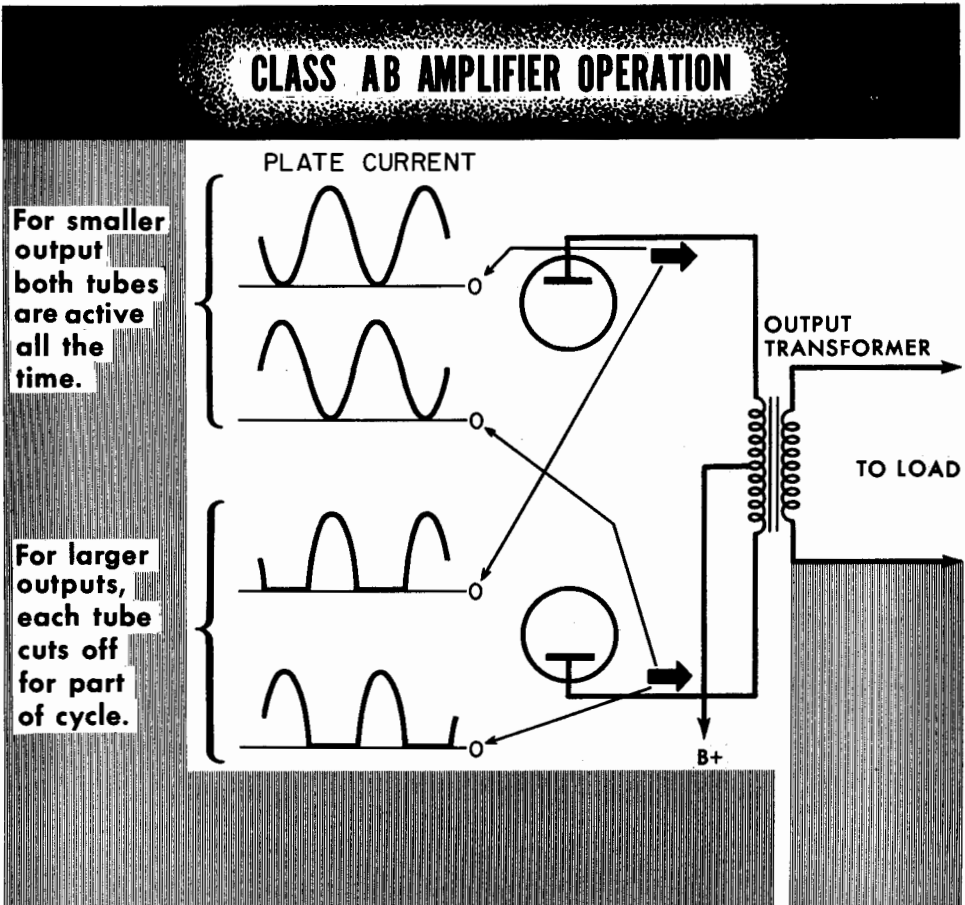 CLASS AB AMPLIFIER OPERATION
PLATE CURRENT
For smaller
output
both tubes
are active
all the
time.
O
O
OUTPUT
TRANSFORMER
TO LOAD
For larger
outputs,
each tube
cuts off
for part
of cycle.
O
O
B+